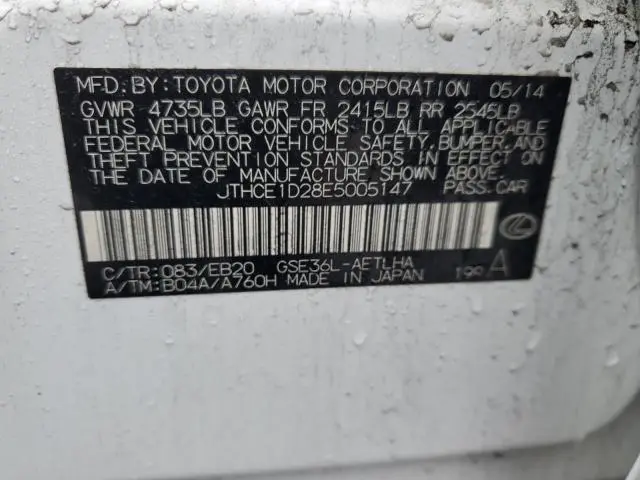 MFD. BY: TOYOTA MOTOR CORPORATION 05/14
GVWR 4735LB GAWR FR 2415LB RR 2545LB
THIS VEHICLE CONFORMS TO ALL APPLICABLE
FEDERAL MOTOR VEHICLE SAFETY, BUMPER, AND
THEFT PREVENTION STANDARDS IN EFFECT ON
THE DATE OF MANUFACTURE SHOWN ABOVE.
JTHCE1D28E5005147 PASS. CAR
C/TR: 083/EB20 GSE36L-AETLHA
A/TM: B04A/A760H MADE IN JAPAN 199 A